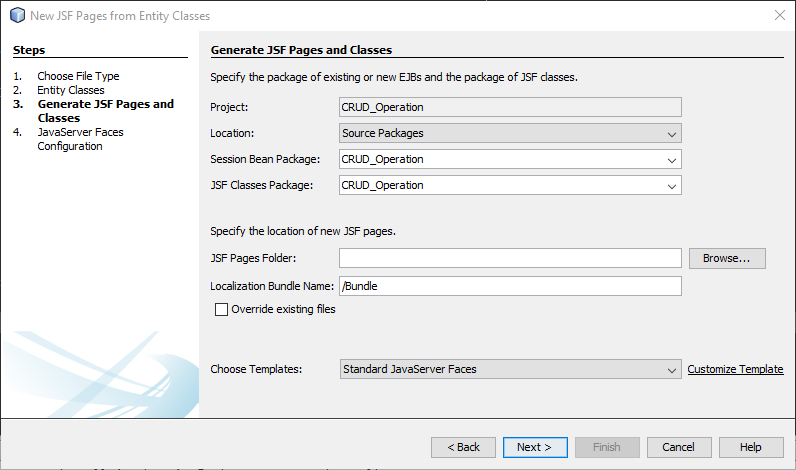 New JSF Pages from Entity Classes
Steps
1. Choose File Type
2. Entity Classes
3. Generate JSF Pages and
Classes
4. JavaServer Faces
Configuration
Generate JSF Pages and Classes
Specify the package of existing or new EJBs and the package of JSF classes.
Project: CRUD_Operation
Location: Source Packages
Session Bean Package: CRUD_Operation
JSF Classes Package: CRUD_Operation
Specify the location of new JSF pages.
JSF Pages Folder: Browse...
Localization Bundle Name: /Bundle
Override existing files
Choose Templates: Standard JavaServer Faces Customize Template
< Back Next > Finish Cancel Help